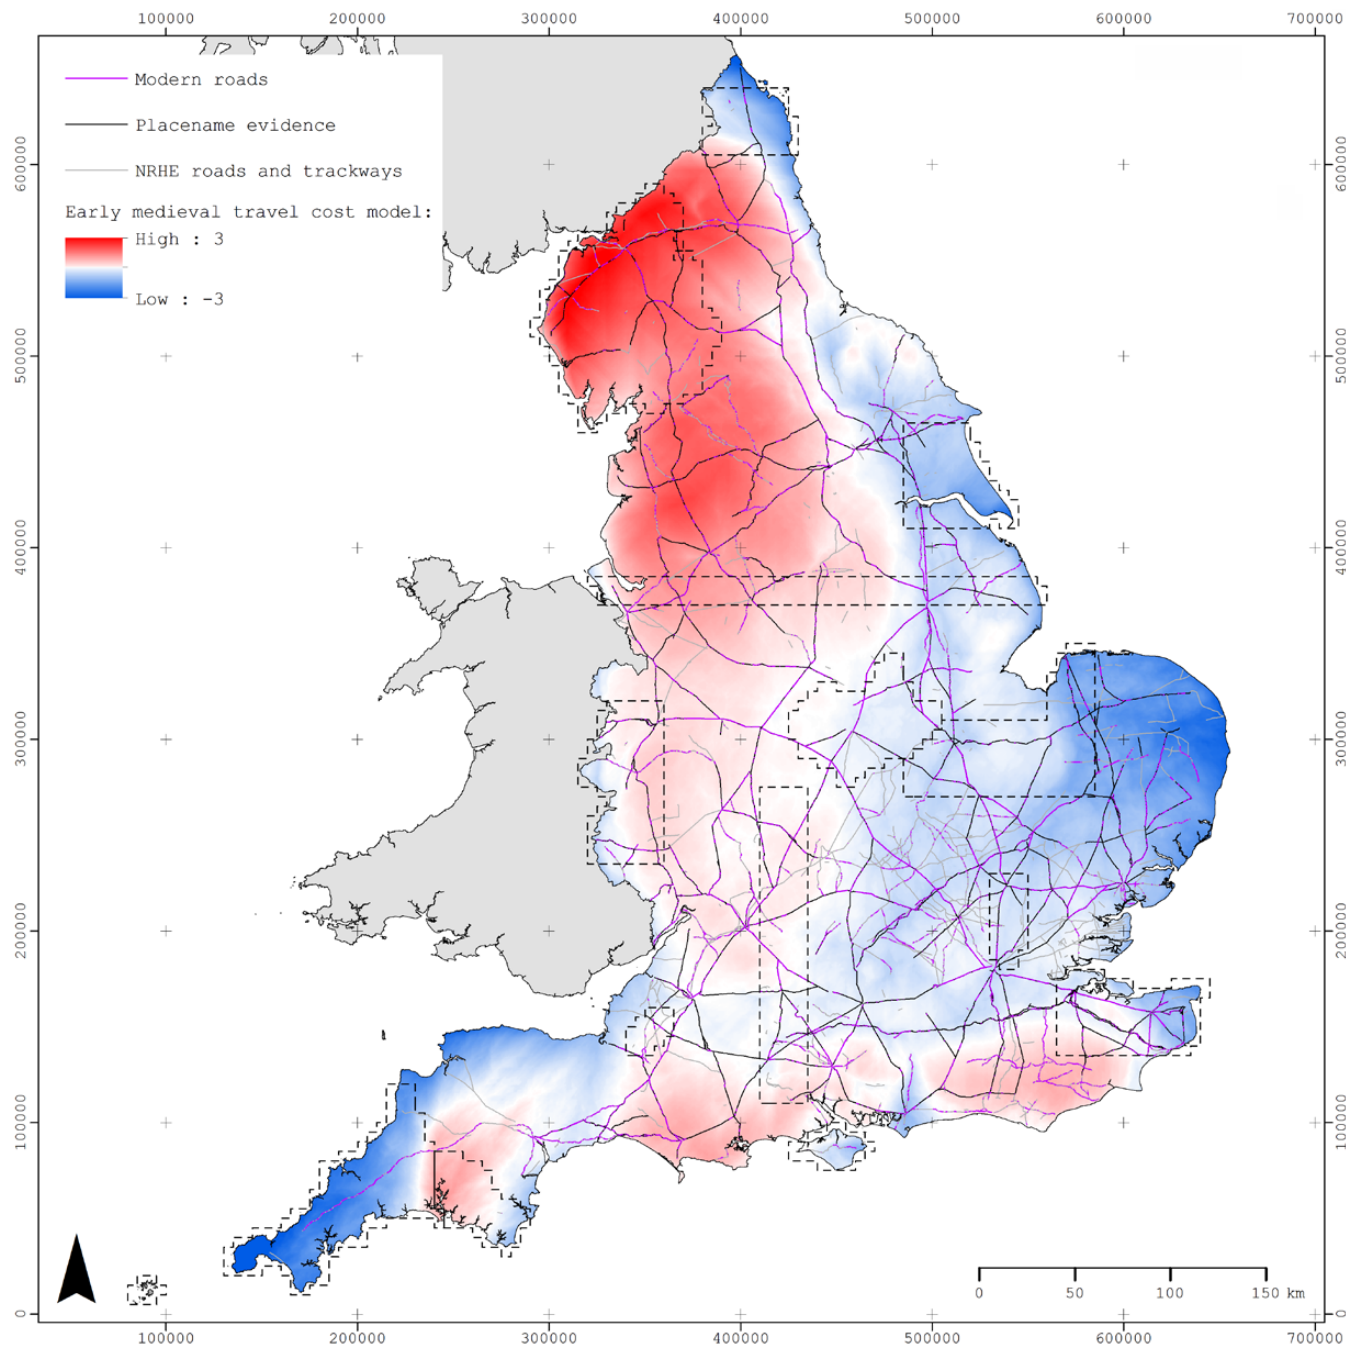 100000 200000 300000 400000 500000 600000 700000
Modern roads
Placename evidence
NRHE roads and trackways
Early medieval travel cost model:
High : 3
Low : -3
600000 600000
500000 500000
400000 400000
300000 300000
200000 200000
100000 100000
0 0
0 50 100 150 km
100000 200000 300000 400000 500000 600000 700000